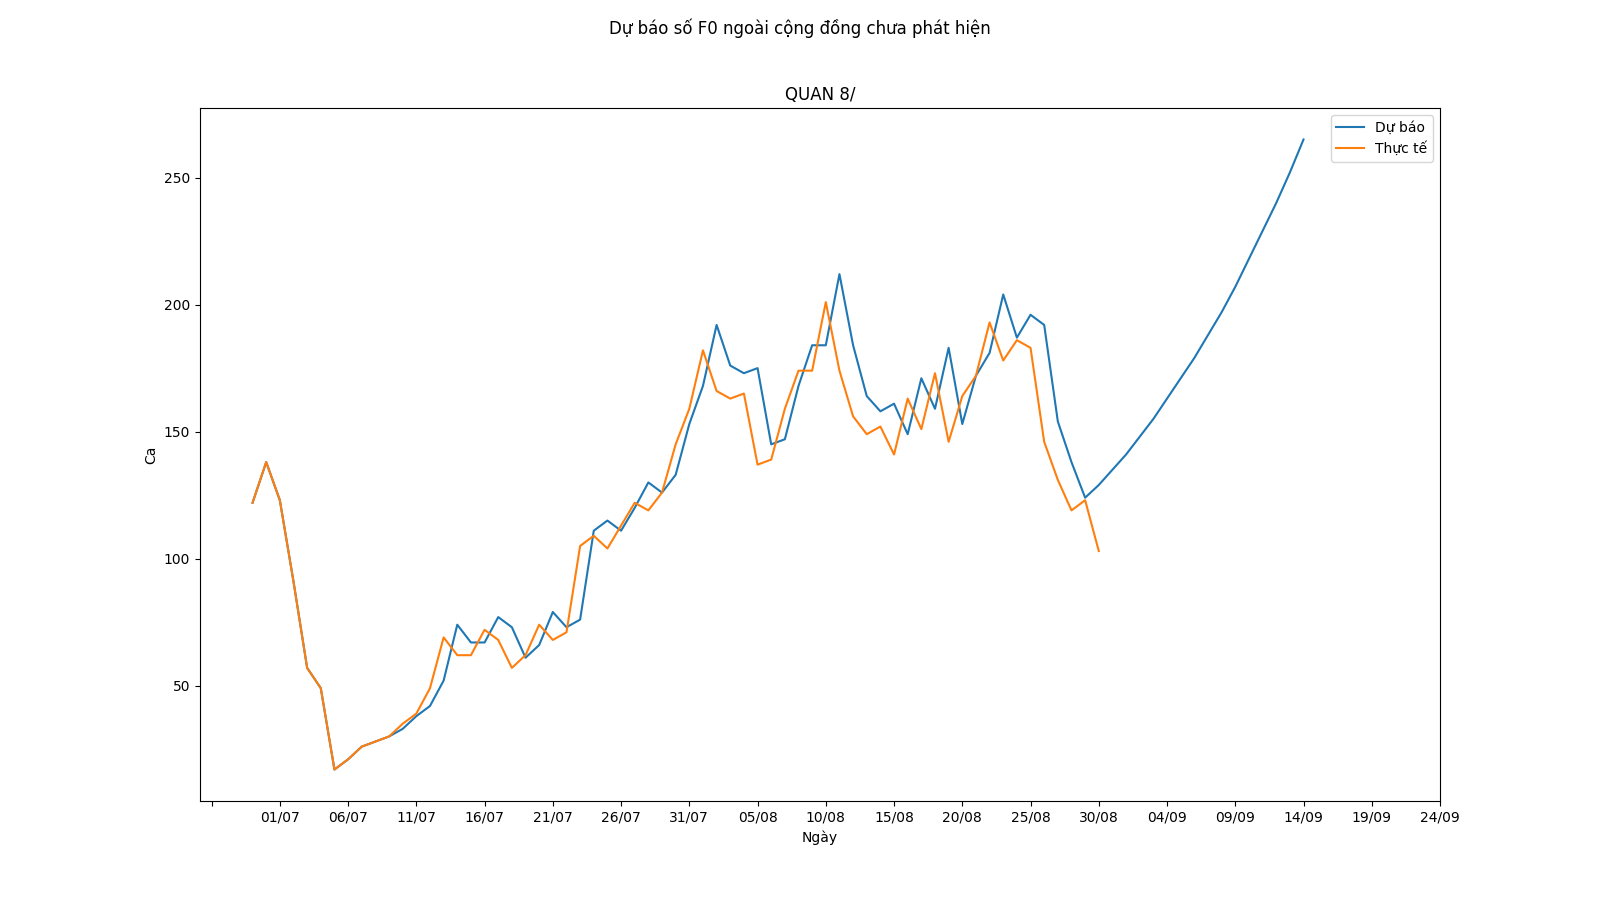 Dự báo số F0 ngoài cộng đồng chưa phát hiện
QUAN 8/
Dự báo
Thực tế
250
200
150
100
50
Ca
01/07 06/07 11/07 16/07 21/07 26/07 31/07 05/08 10/08 15/08 20/08 25/08 30/08 04/09 09/09 14/09 19/09 24/09
Ngày